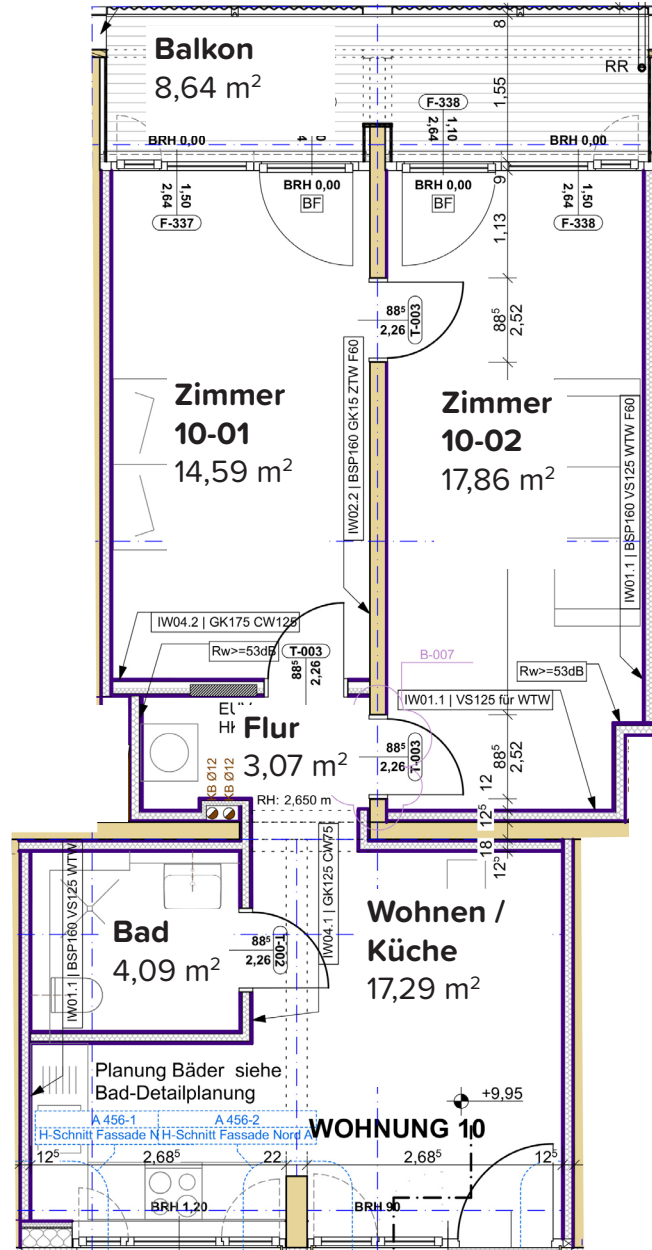 8
Balkon
8,64 m²
RR
1,55
F-338
1,10
2,64
BRH 0,00
BRH 0,00
9
BRH 0,00
BF
BRH 0,00
BF
1,50
2,64
F-337
1,50
2,64
F-338
1,13
88⁵
2,26
T-003
88⁵
2,52
IW02.2 | BSP160 GK15 ZTW F60
Zimmer
10-01
14,59 m²
Zimmer
10-02
17,86 m²
IW01.1 | BSP160 VS125 WTW F60
IW04.2 | GK175 CW125
Rw>=53dB
T-003
88⁵
2,26
B-007
Rw>=53dB
IW01.1 | VS125 für WTW
Flur
3,07 m²
RH: 2,650 m
KB Ø12
KB Ø12
88⁵
2,26
T-003
88⁵
2,52
12
12⁵
18
12⁵
IW01.1 | BSP160 VS125 WTW
IW04.1 | GK125 CW75
Bad
4,09 m²
88⁵
2,26
T-002
Wohnen /
Küche
17,29 m²
Planung Bäder siehe
Bad-Detailplanung
+9,95
A 456-1
A 456-2
H-Schnitt Fassade N
H-Schnitt Fassade Nord A
WOHNUNG 10
12⁵
2,68⁵
22
2,68⁵
12⁵
BRH 1,20
BRH 90